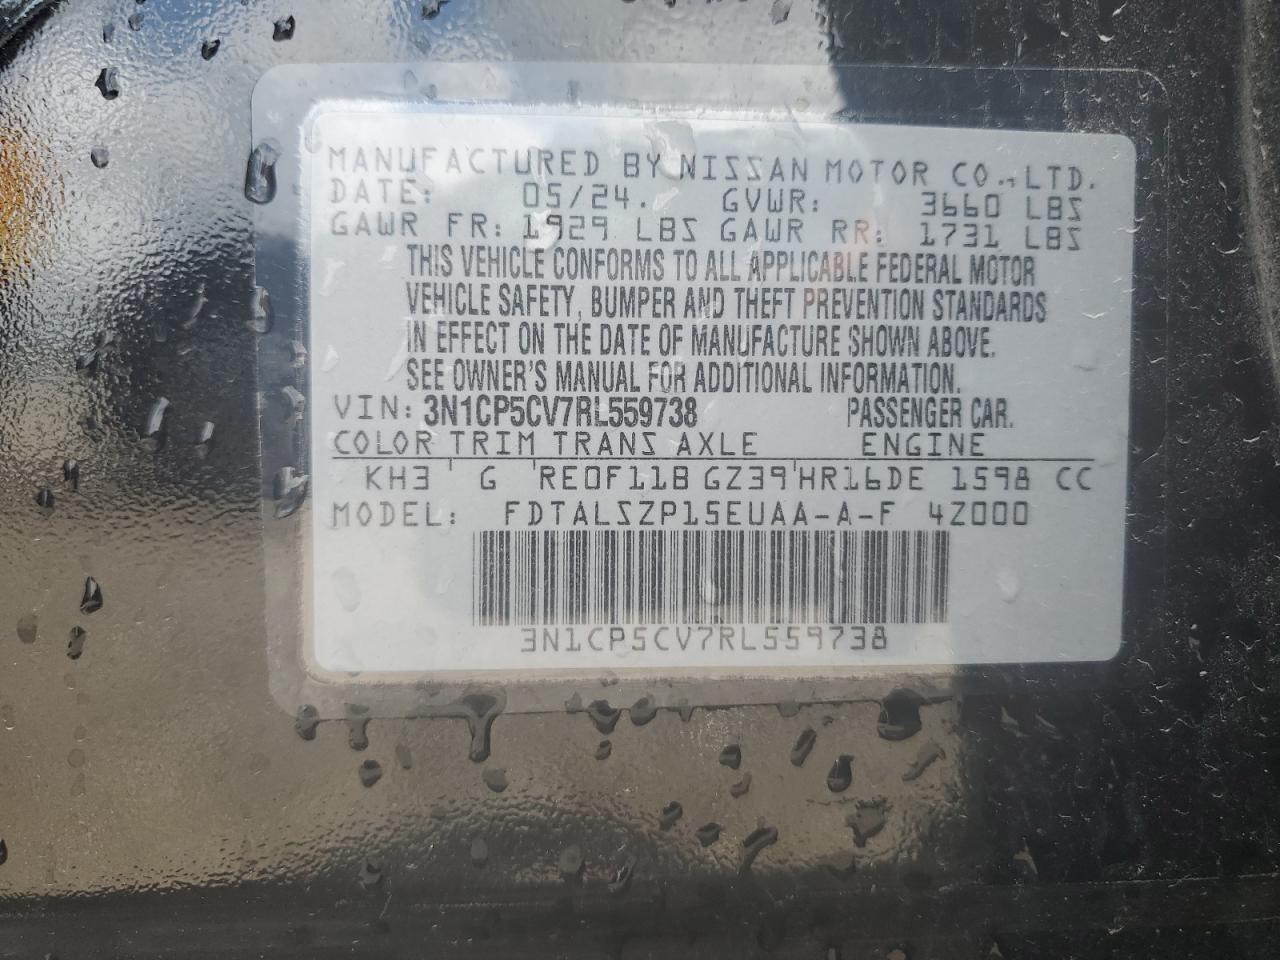 MANUFACTURED BY NISSAN MOTOR CO., LTD.
DATE: 05/24. GVWR: 3660 LBS
GAWR FR: 1929 LBS GAWR RR: 1731 LBS
THIS VEHICLE CONFORMS TO ALL APPLICABLE FEDERAL MOTOR
VEHICLE SAFETY, BUMPER AND THEFT PREVENTION STANDARDS
IN EFFECT ON THE DATE OF MANUFACTURE SHOWN ABOVE.
SEE OWNER'S MANUAL FOR ADDITIONAL INFORMATION.
VIN: 3N1CP5CV7RL559738 PASSENGER CAR.
COLOR TRIM TRANS AXLE ENGINE
KH3 ' G ' RE0F11B GZ39'HR16DE 1598 CC
MODEL: FDTALSZP15EUAA-A-F 4Z000
3N1CP5CV7RL559738